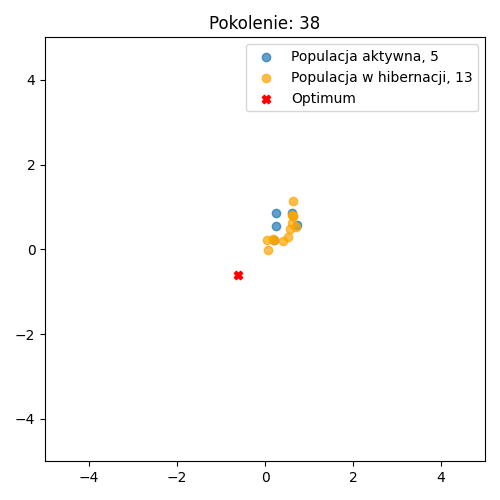 Pokolenie: 38
Populacja aktywna, 5
Populacja w hibernacji, 13
Optimum
4
2
0
−2
−4
−4
−2
0
2
4